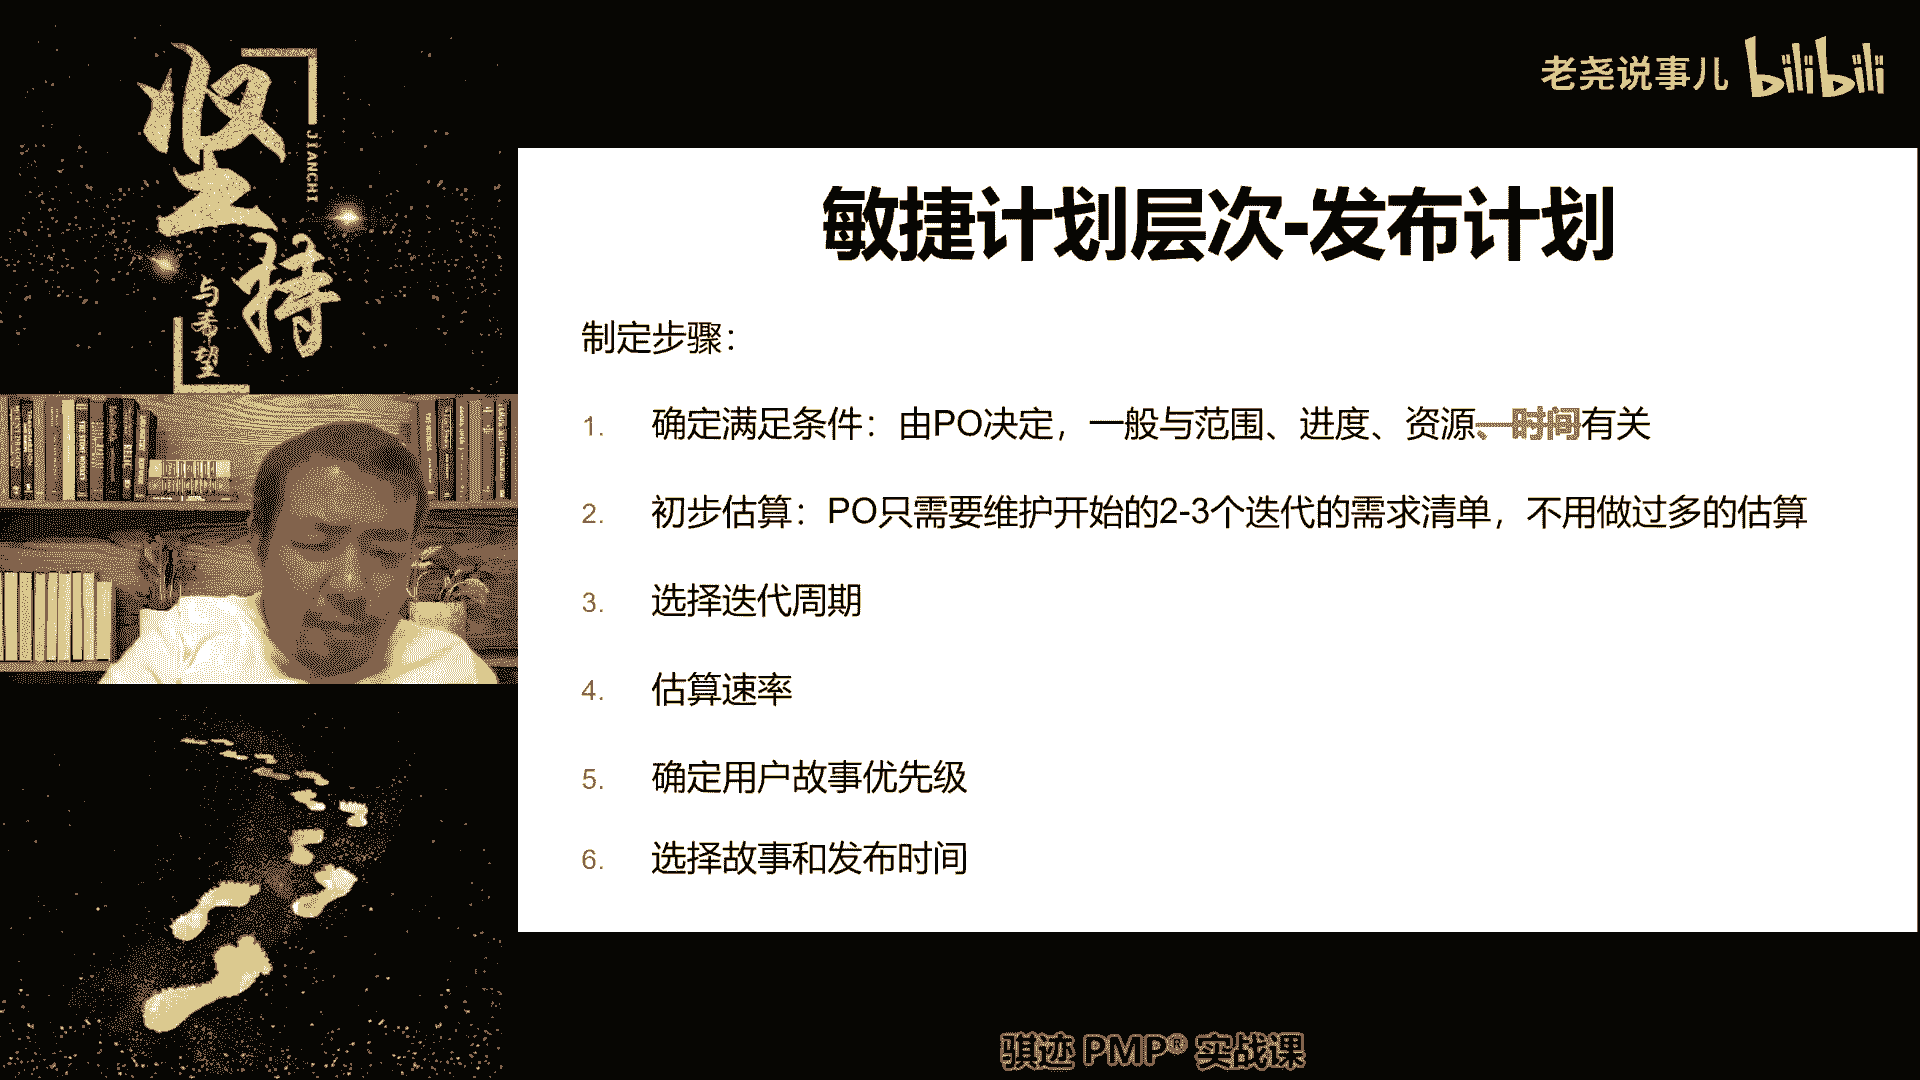 坚持
JIANCHI
与希望
老尧说事儿 bilibili
敏捷计划层次-发布计划
制定步骤：
1. 确定满足条件：由PO决定，一般与范围、进度、资源、时间有关
2. 初步估算：PO只需要维护开始的2-3个迭代的需求清单，不用做过多的估算
3. 选择迭代周期
4. 估算速率
5. 确定用户故事优先级
6. 选择故事和发布时间
骐迹 PMP® 实战课